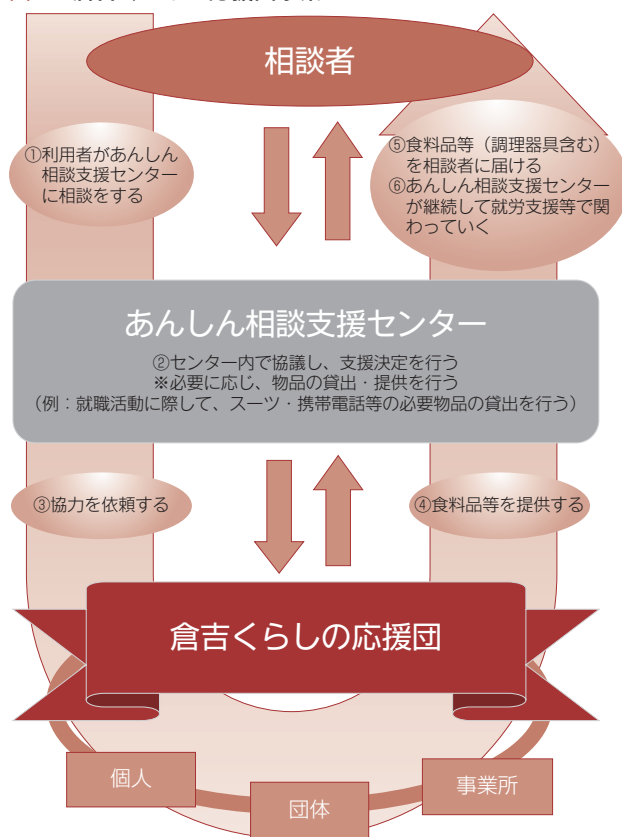 相談者
①利用者があんしん
相談支援センター
に相談をする
⑤食料品等（調理器具含む）
を相談者に届ける
⑥あんしん相談支援センター
が継続して就労支援等で関
わっていく
あんしん相談支援センター
②センター内で協議し、支援決定を行う
※必要に応じ、物品の貸出・提供を行う
（例：就職活動に際して、スーツ・携帯電話等の必要物品の貸出を行う）
③協力を依頼する
④食料品等を提供する
倉吉くらしの応援団
個人
団体
事業所